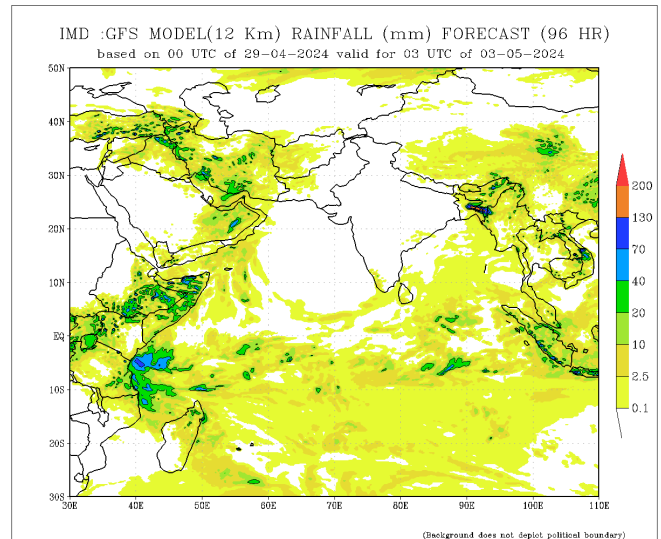 IMD :GFS MODEL(12 Km) RAINFALL (mm) FORECAST (96 HR)
based on 00 UTC of 29-04-2024 valid for 03 UTC of 03-05-2024
50N
40N
30N
20N
10N
EQ
10S
20S
30S
30E 40E 50E 60E 70E 80E 90E 100E 110E
200
130
70
40
20
10
2.5
0.1
(Background does not depict political boundary)